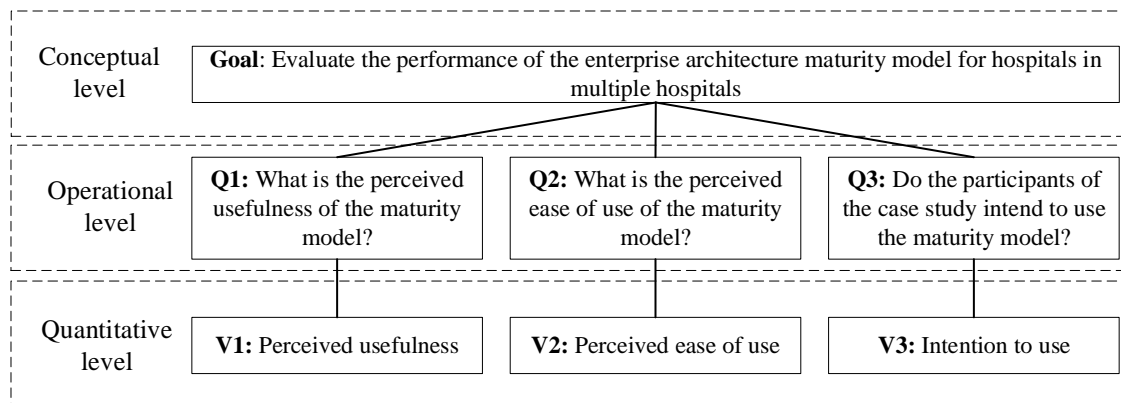 Conceptual
level
Goal: Evaluate the performance of the enterprise architecture maturity model for hospitals in
multiple hospitals
Operational
level
Q1: What is the perceived
usefulness of the maturity
model?
Q2: What is the perceived
ease of use of the maturity
model?
Q3: Do the participants of
the case study intend to use
the maturity model?
Quantitative
level
V1: Perceived usefulness
V2: Perceived ease of use
V3: Intention to use